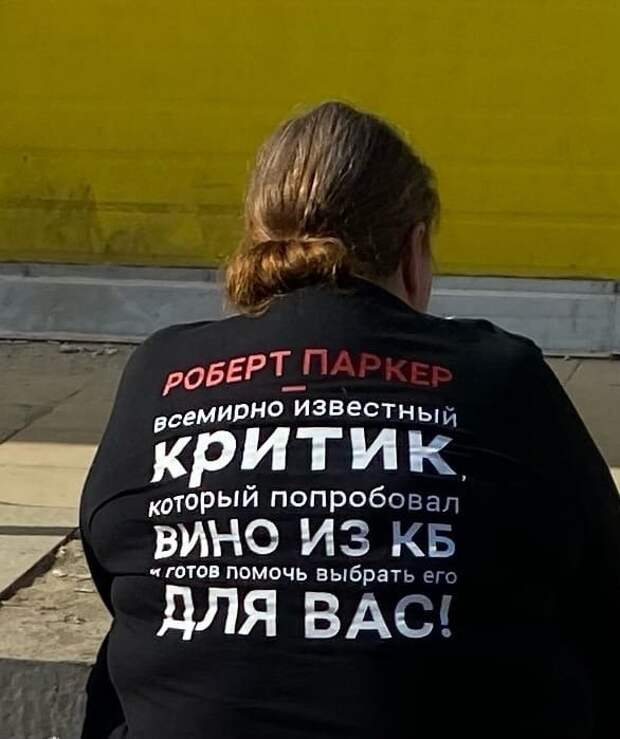 РОБЕРТ ПАРКЕР
всемирно известный
критик,
который попробовал
ВИНО ИЗ КБ
и готов помочь выбрать его
ДЛЯ ВАС!